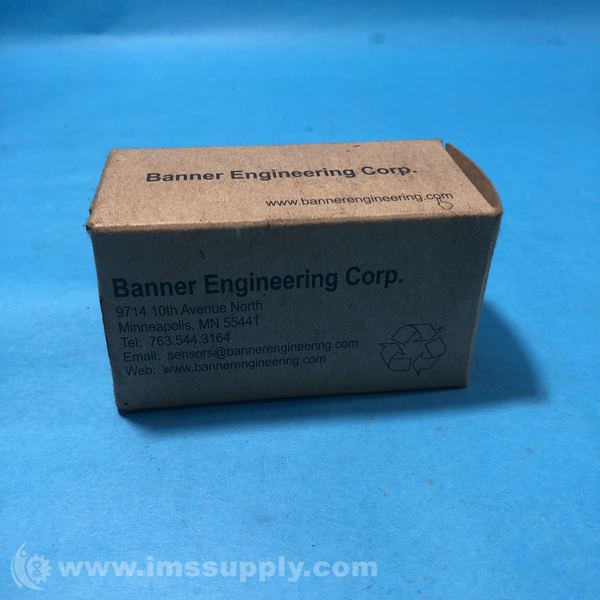 Banner Engineering Corp.
www.bannerengineering.com
Banner Engineering Corp.
9714 10th Avenue North
Minneapolis, MN 55441
Tel: 763.544.3164
Email: sensors@bannerengineering.com
Web: www.bannerengineering.com
www.imssupply.com